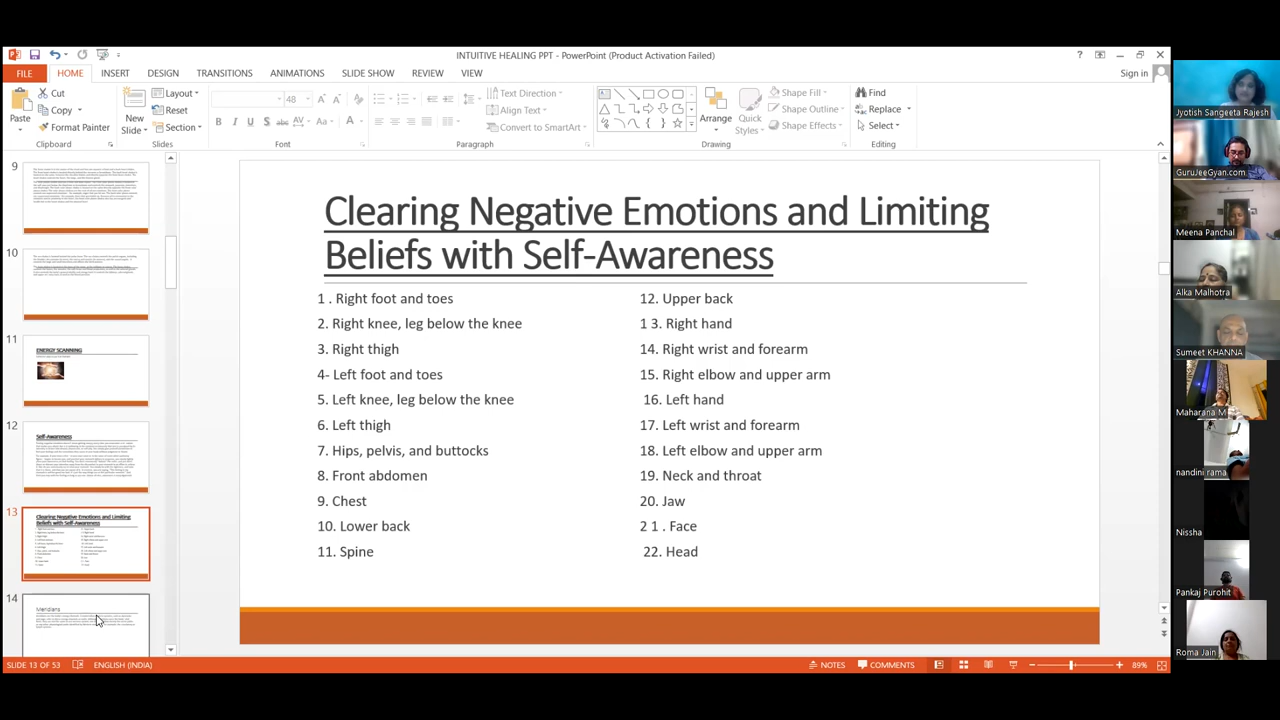 INTUITIVE HEALING PPT - PowerPoint (Product Activation Failed)
FILE HOME INSERT DESIGN TRANSITIONS ANIMATIONS SLIDE SHOW REVIEW VIEW
Sign in
Cut
Copy
Format Painter
Paste
Clipboard
New
Slide
Layout
Reset
Section
Slides
48
Font
Text Direction
Align Text
Convert to SmartArt
Paragraph
Arrange
Quick
Styles
Shape Fill
Shape Outline
Shape Effects
Drawing
Find
Replace
Select
Editing
9
10
11
ENERGY SCANNING
12
Self-Awareness
13
Clearing Negative Emotions and Limiting
Beliefs with Self-Awareness
14
Meridians
Clearing Negative Emotions and Limiting
Beliefs with Self-Awareness
1 . Right foot and toes
2. Right knee, leg below the knee
3. Right thigh
4- Left foot and toes
5. Left knee, leg below the knee
6. Left thigh
7. Hips, pelvis, and buttocks
8. Front abdomen
9. Chest
10. Lower back
11. Spine
12. Upper back
1 3. Right hand
14. Right wrist and forearm
15. Right elbow and upper arm
16. Left hand
17. Left wrist and forearm
18. Left elbow and upper arm
19. Neck and throat
20. Jaw
2 1 . Face
22. Head
SLIDE 13 OF 53 ENGLISH (INDIA)
NOTES COMMENTS 89%
Jyotish Sangeeta Rajesh
GuruJeeGyan.com
Meena Panchal
Alka Malhotra
Sumeet KHANNA
Maharana M
nandini rama
Nissha
Pankaj Purohit
Roma Jain